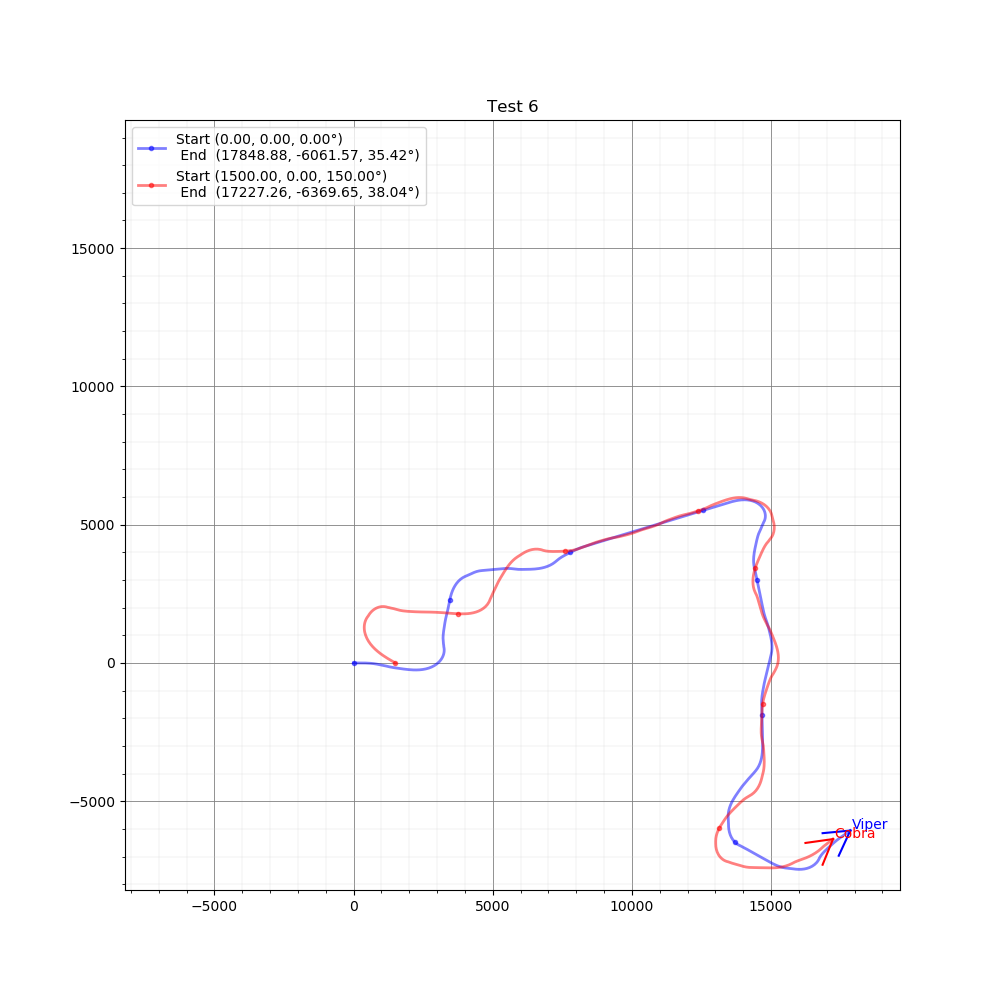 Test 6
Start (0.00, 0.00, 0.00°)
End  (17848.88, -6061.57, 35.42°)
Start (1500.00, 0.00, 150.00°)
End  (17227.26, -6369.65, 38.04°)
15000
10000
5000
0
−5000
Viper
Cobra
−5000
0
5000
10000
15000